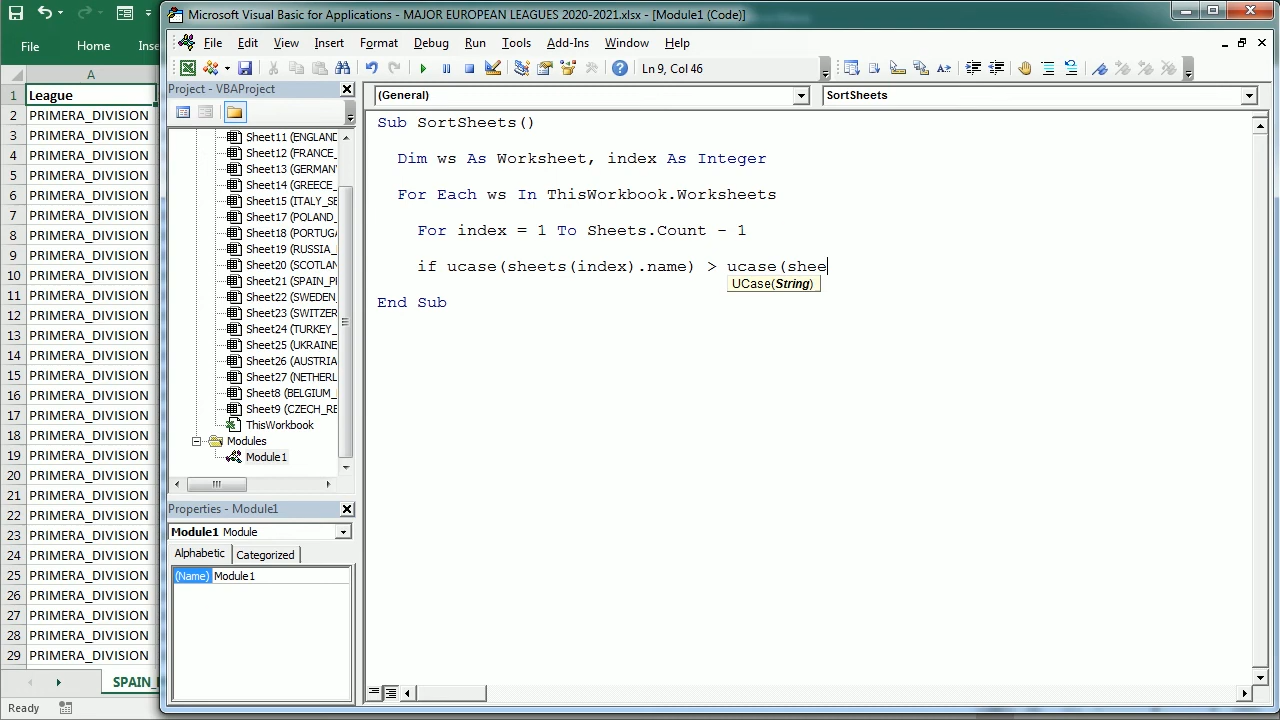 Microsoft Visual Basic for Applications - MAJOR EUROPEAN LEAGUES 2020-2021.xlsx - [Module1 (Code)]
File Home Inse
File Edit View Insert Format Debug Run Tools Add-Ins Window Help
Ln 9, Col 46
A
1 League
2 PRIMERA_DIVISION
3 PRIMERA_DIVISION
4 PRIMERA_DIVISION
5 PRIMERA_DIVISION
6 PRIMERA_DIVISION
7 PRIMERA_DIVISION
8 PRIMERA_DIVISION
9 PRIMERA_DIVISION
10 PRIMERA_DIVISION
11 PRIMERA_DIVISION
12 PRIMERA_DIVISION
13 PRIMERA_DIVISION
14 PRIMERA_DIVISION
15 PRIMERA_DIVISION
16 PRIMERA_DIVISION
17 PRIMERA_DIVISION
18 PRIMERA_DIVISION
19 PRIMERA_DIVISION
20 PRIMERA_DIVISION
21 PRIMERA_DIVISION
22 PRIMERA_DIVISION
23 PRIMERA_DIVISION
24 PRIMERA_DIVISION
25 PRIMERA_DIVISION
26 PRIMERA_DIVISION
27 PRIMERA_DIVISION
28 PRIMERA_DIVISION
29 PRIMERA_DIVISION
SPAIN_
Ready
Project - VBAProject
Sheet11 (ENGLAND
Sheet12 (FRANCE_
Sheet13 (GERMANY
Sheet14 (GREECE_
Sheet15 (ITALY_SE
Sheet17 (POLAND_
Sheet18 (PORTUGA
Sheet19 (RUSSIA_
Sheet20 (SCOTLAN
Sheet21 (SPAIN_P
Sheet22 (SWEDEN_
Sheet23 (SWITZER
Sheet24 (TURKEY_
Sheet25 (UKRAINE
Sheet26 (AUSTRIA
Sheet27 (NETHERL
Sheet8 (BELGIUM_
Sheet9 (CZECH_RE
ThisWorkbook
Modules
Module1
Properties - Module1
Module1 Module
Alphabetic Categorized
(Name) Module1
(General) SortSheets
Sub SortSheets()
Dim ws As Worksheet, index As Integer
For Each ws In ThisWorkbook.Worksheets
For index = 1 To Sheets.Count - 1
if ucase(sheets(index).name) > ucase(shee
UCase(String)
End Sub